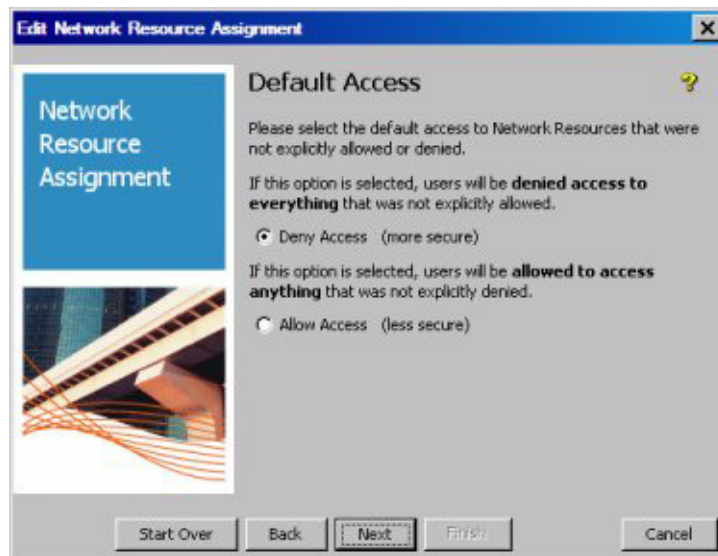 Edit Network Resource Assignment
Network
Resource
Assignment
Default Access
Please select the default access to Network Resources that were
not explicitly allowed or denied.
If this option is selected, users will be denied access to
everything that was not explicitly allowed.
Deny Access (more secure)
If this option is selected, users will be allowed to access
anything that was not explicitly denied.
Allow Access (less secure)
Start Over Back Next Finish Cancel